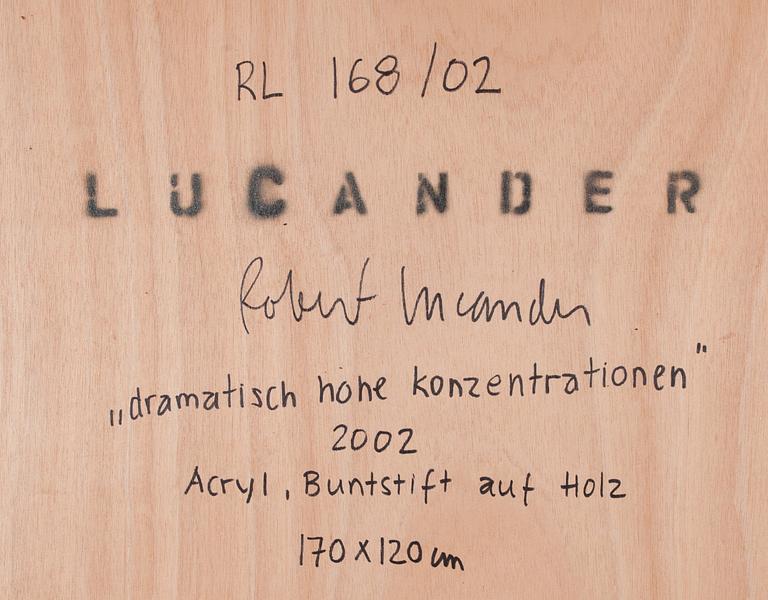 RL 168/02
LUCANDER
Robert Lucander
„dramatisch hohe konzentrationen"
2002
Acryl, Buntstift auf Holz
170 x 120 cm